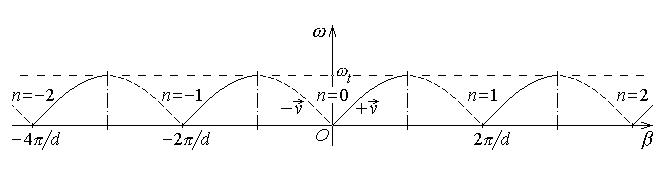 ω
ω_l
n=−2 n=−1 −v⃗ n=0 +v⃗ n=1 n=2
−4π/d −2π/d O 2π/d β